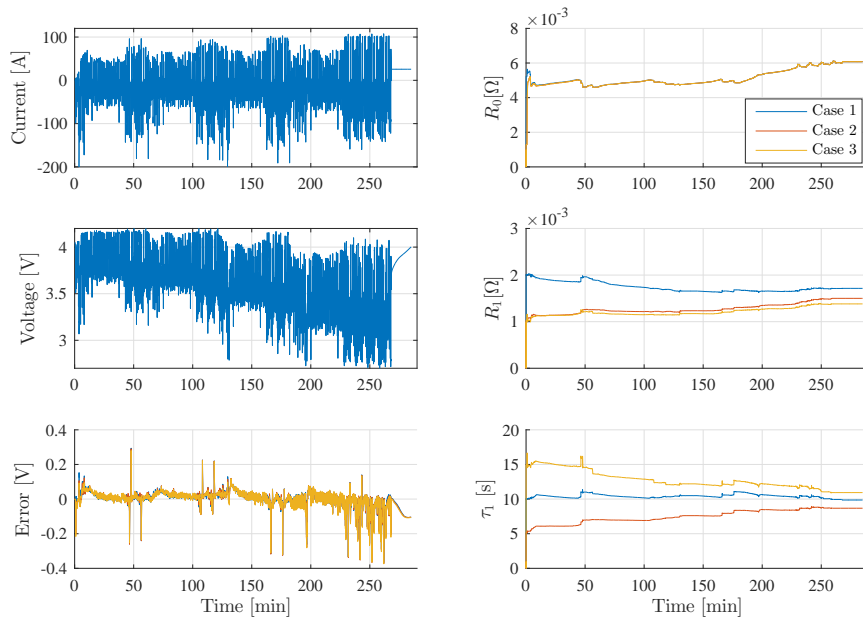 Current [A]
100
0
-100
-200
0 50 100 150 200 250
×10⁻³
R₀[Ω]
8
6
4
2
0
Case 1
Case 2
Case 3
0 50 100 150 200 250
Voltage [V]
4
3.5
3
0 50 100 150 200 250
×10⁻³
R₁[Ω]
3
2
1
0
0 50 100 150 200 250
Error [V]
0.4
0.2
0
-0.2
-0.4
0 50 100 150 200 250
Time [min]
τ₁ [s]
20
15
10
5
0
0 50 100 150 200 250
Time [min]